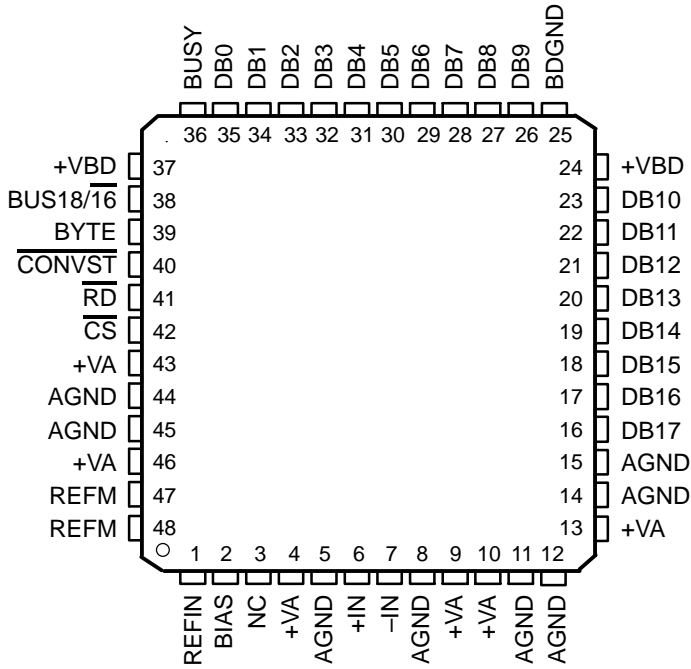 BUSY DB0 DB1 DB2 DB3 DB4 DB5 DB6 DB7 DB8 DB9 BDGND
36 35 34 33 32 31 30 29 28 27 26 25
+VBD 37 24 +VBD
BUS18/1̅6̅ 38 23 DB10
BYTE 39 22 DB11
C̅O̅N̅V̅S̅T̅ 40 21 DB12
R̅D̅ 41 20 DB13
C̅S̅ 42 19 DB14
+VA 43 18 DB15
AGND 44 17 DB16
AGND 45 16 DB17
+VA 46 15 AGND
REFM 47 14 AGND
REFM 48 13 +VA
1 2 3 4 5 6 7 8 9 10 11 12
REFIN BIAS NC +VA AGND +IN −IN AGND +VA +VA AGND AGND